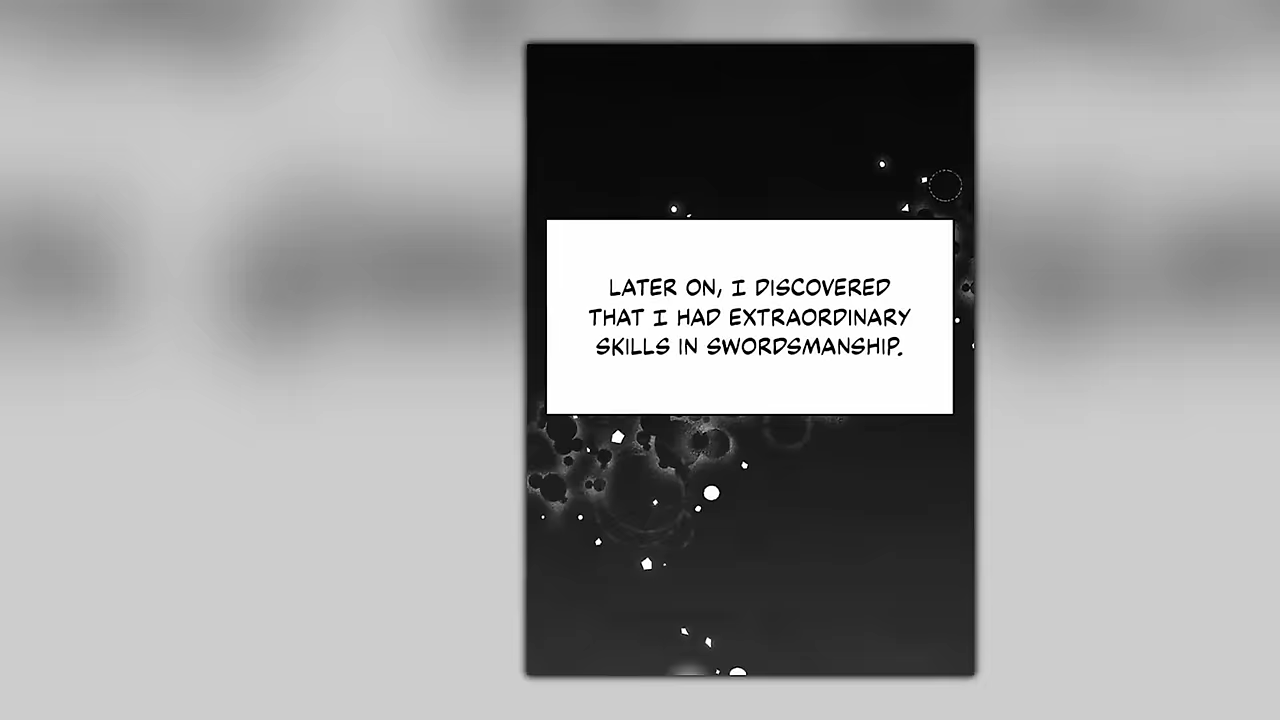 LATER ON, I DISCOVERED
THAT I HAD EXTRAORDINARY
SKILLS IN SWORDSMANSHIP.